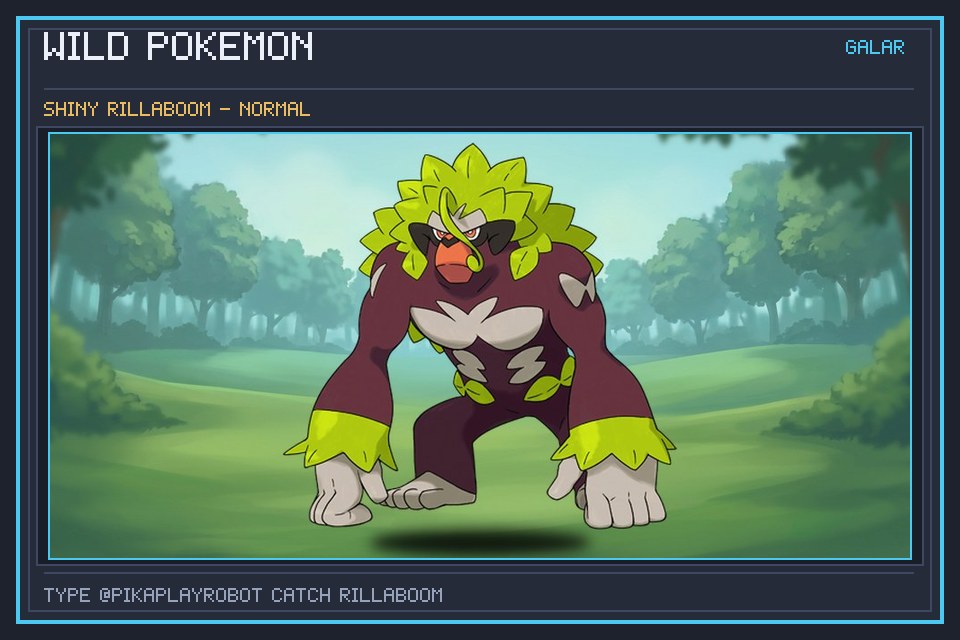 WILD POKEMON
GALAR
SHINY RILLABOOM - NORMAL
TYPE @PIKAPLAYROBOT CATCH RILLABOOM